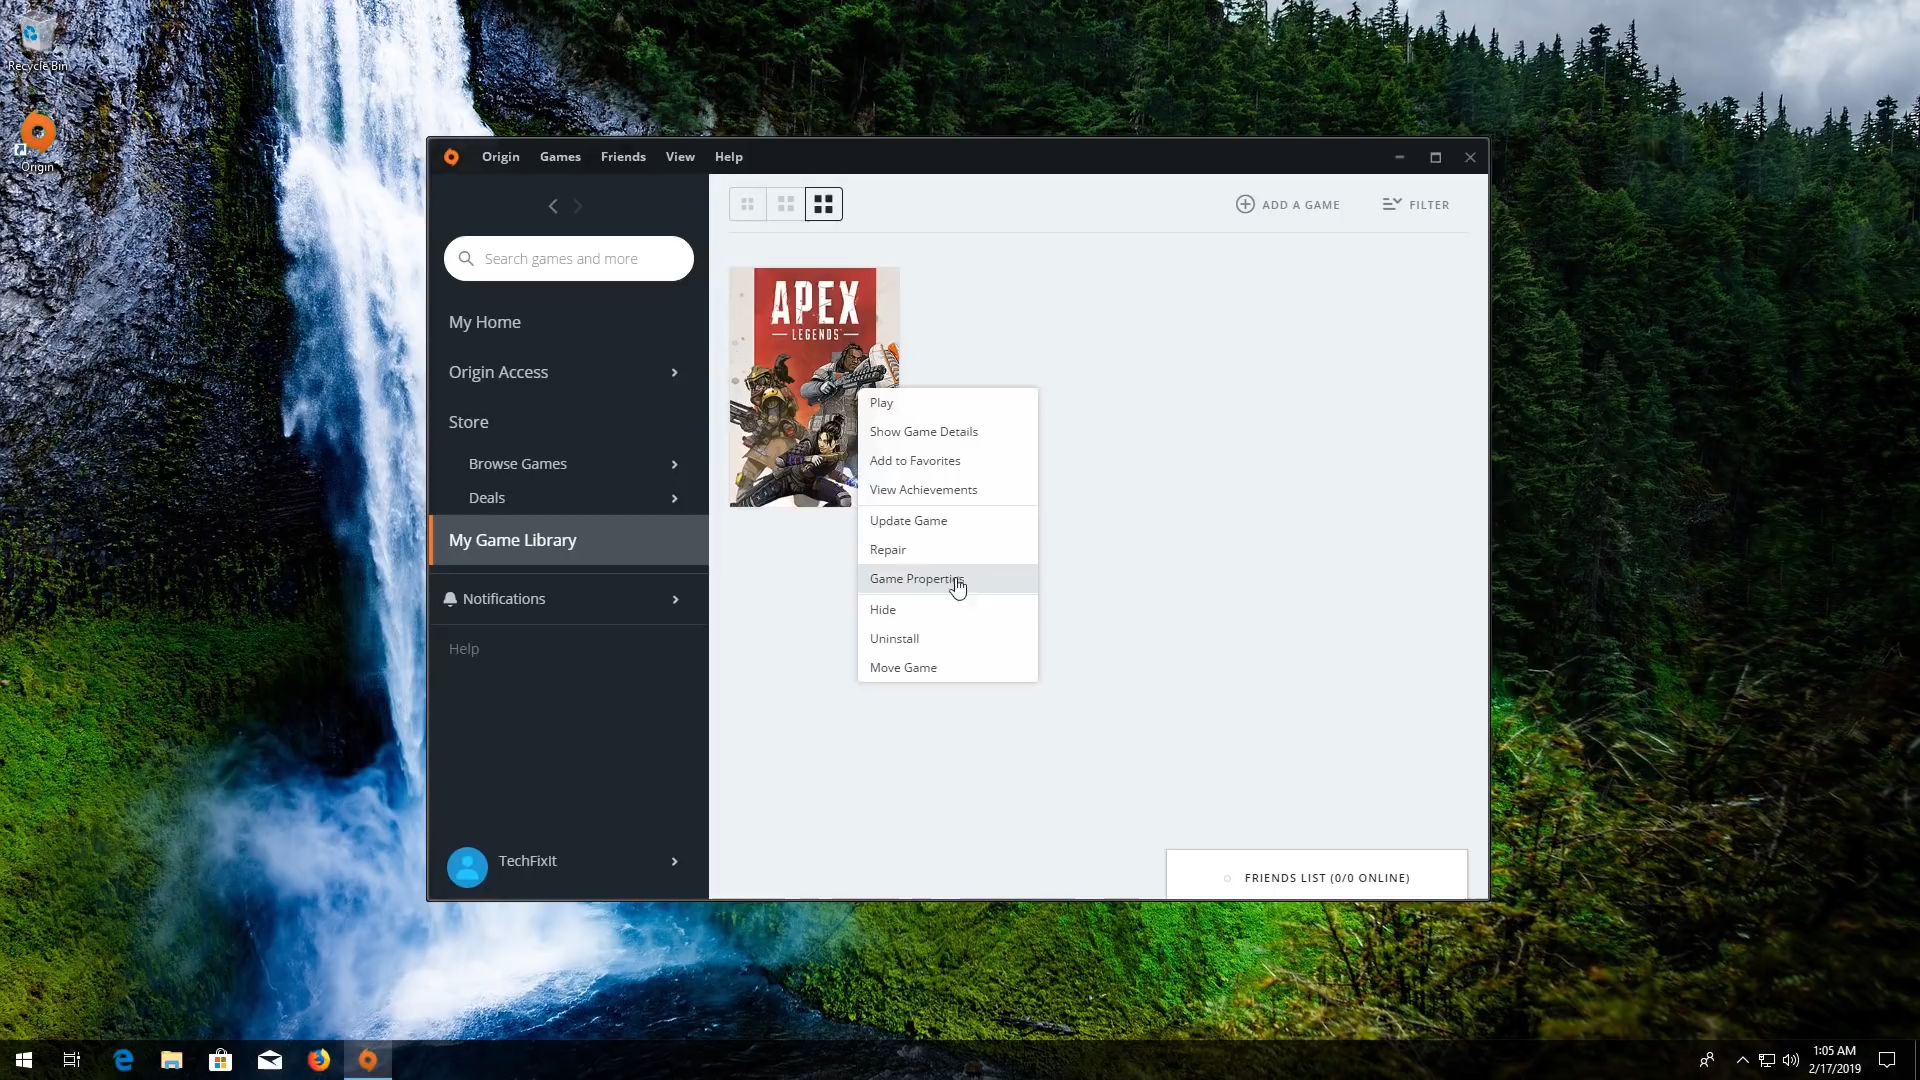 Recycle Bin
Origin
Origin Games Friends View Help
Search games and more
My Home
Origin Access
Store
Browse Games
Deals
My Game Library
Notifications
Help
TechFixIt
ADD A GAME
FILTER
APEX
LEGENDS
Play
Show Game Details
Add to Favorites
View Achievements
Update Game
Repair
Game Properties
Hide
Uninstall
Move Game
FRIENDS LIST (0/0 ONLINE)
1:05 AM
2/17/2019